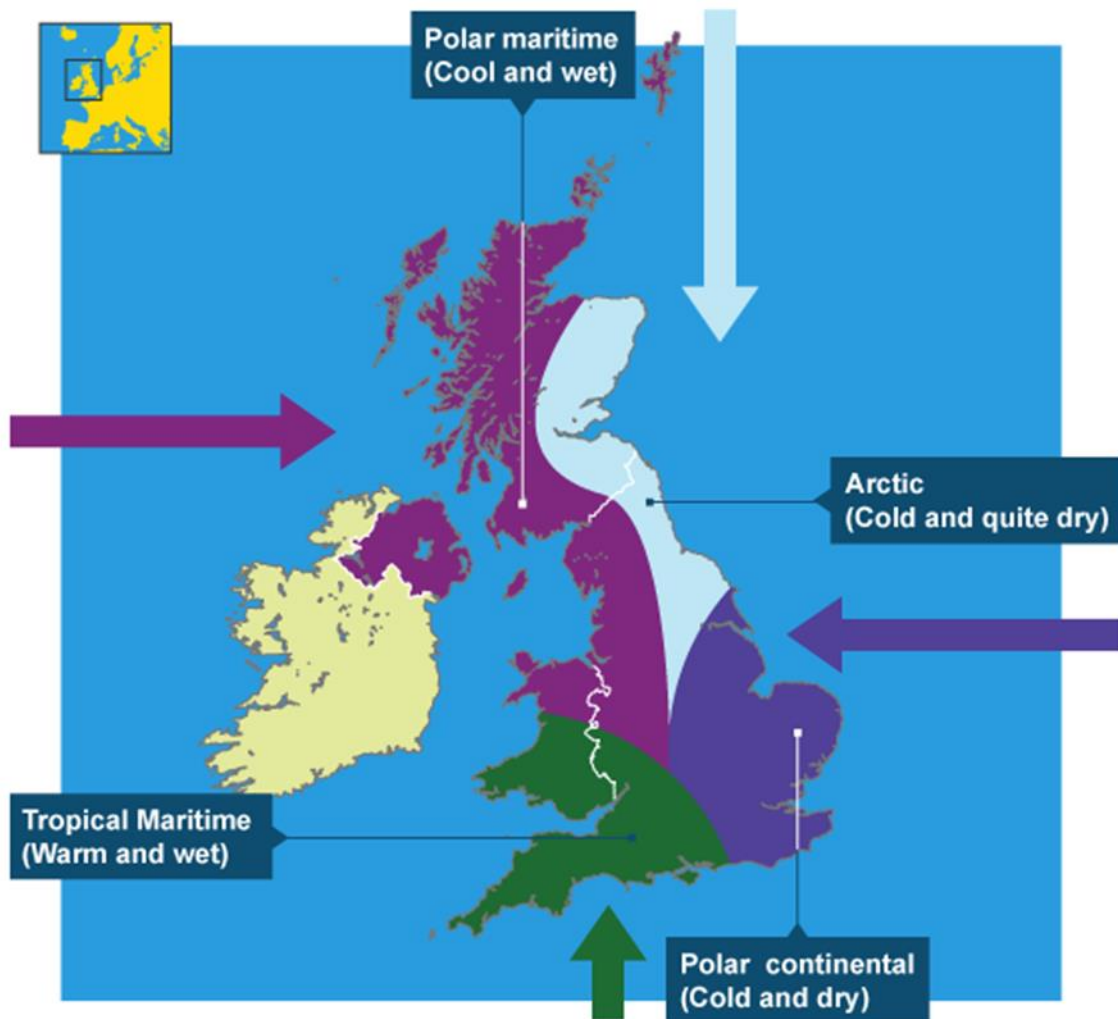 Polar maritime
(Cool and wet)
Arctic
(Cold and quite dry)
Tropical Maritime
(Warm and wet)
Polar continental
(Cold and dry)